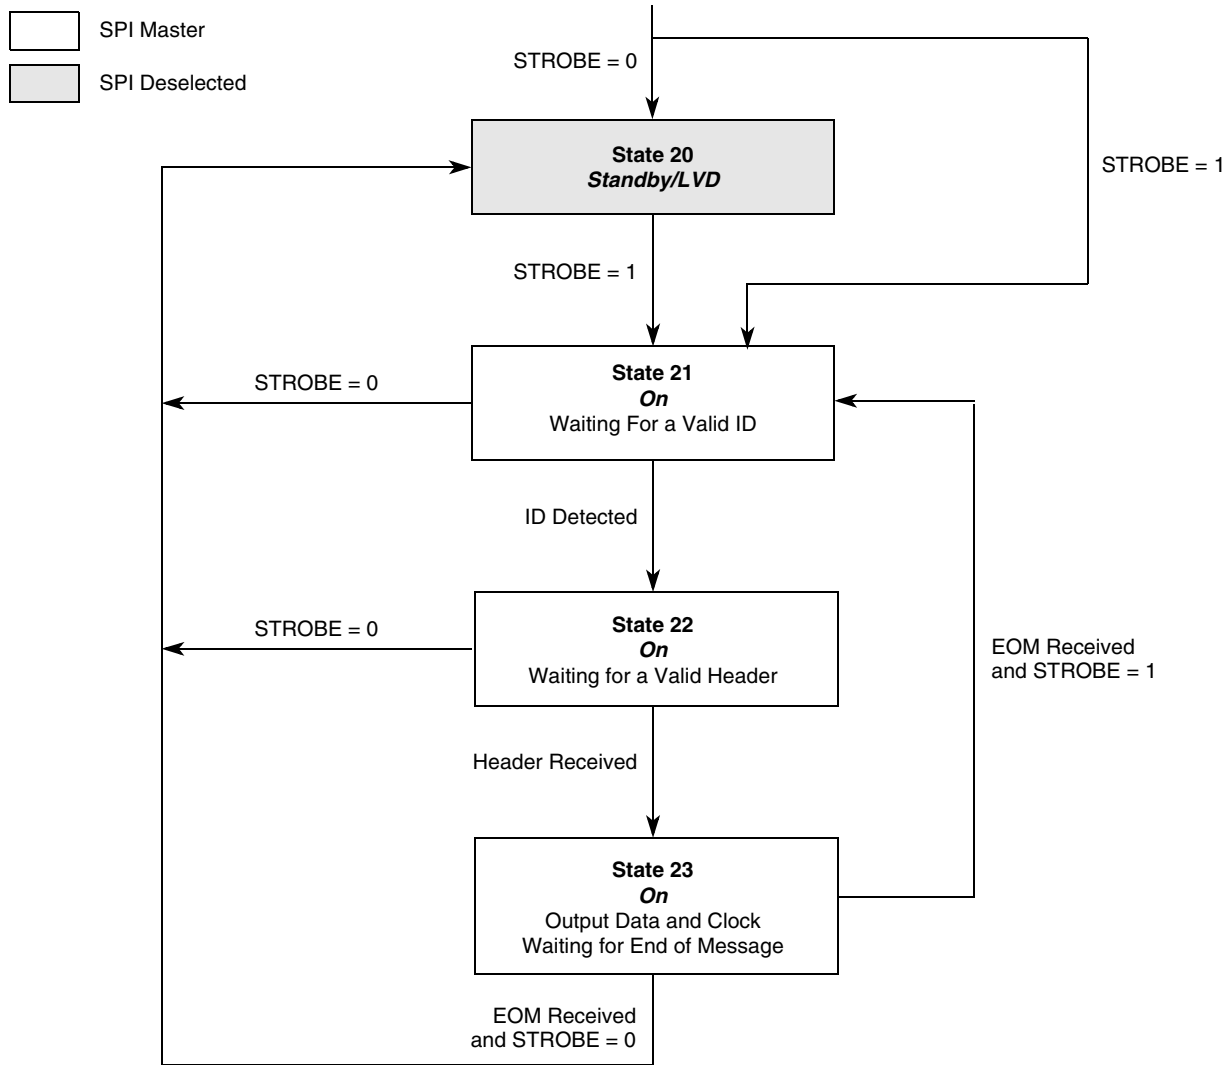 SPI Master
SPI Deselected
STROBE = 0
STROBE = 1
State 20
Standby/LVD
STROBE = 1
State 21
On
Waiting For a Valid ID
STROBE = 0
ID Detected
State 22
On
Waiting for a Valid Header
STROBE = 0
EOM Received
and STROBE = 1
Header Received
State 23
On
Output Data and Clock
Waiting for End of Message
EOM Received
and STROBE = 0